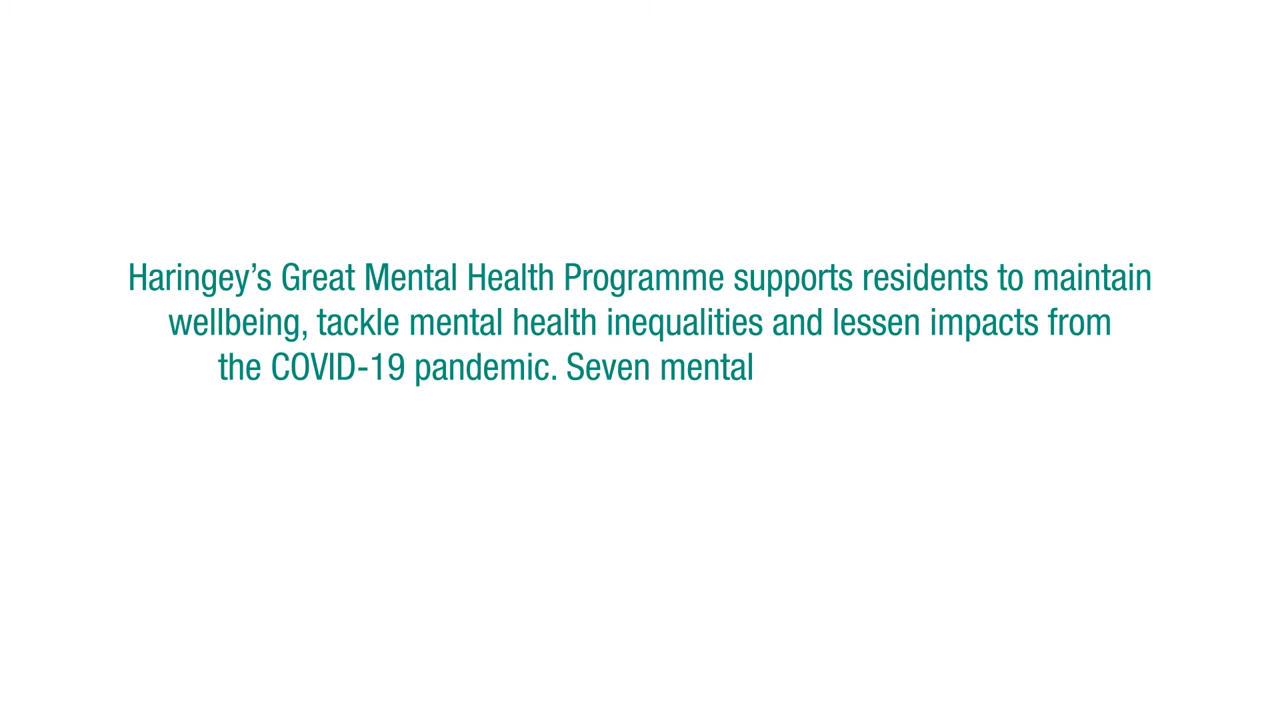 Haringey’s Great Mental Health Programme supports residents to maintain
wellbeing, tackle mental health inequalities and lessen impacts from
the COVID-19 pandemic. Seven mental